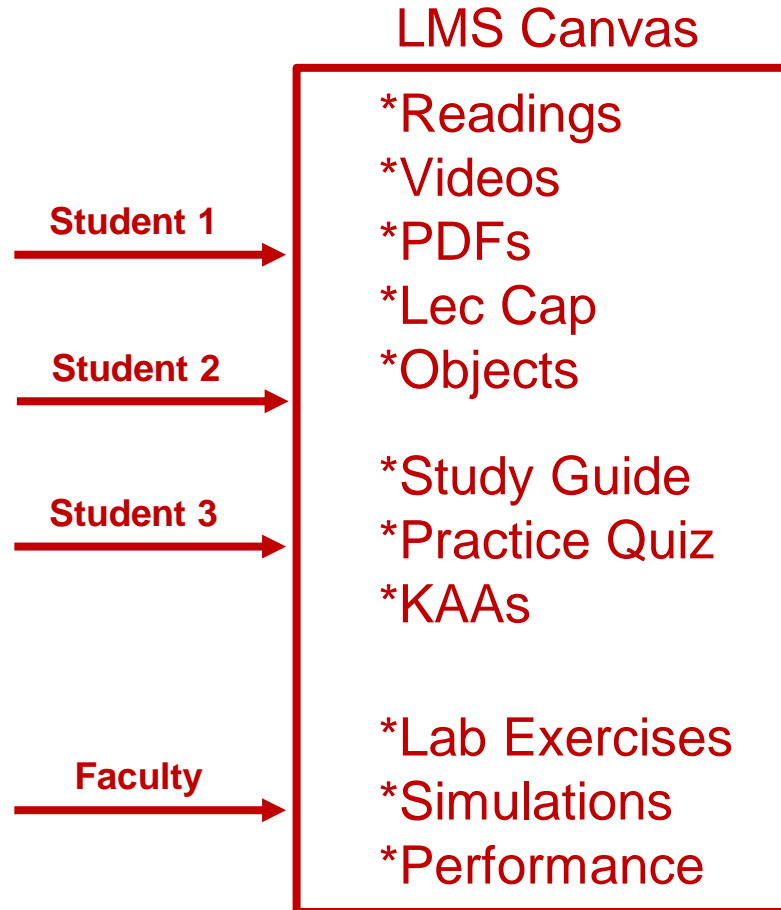 LMS Canvas
*Readings
*Videos
Student 1
*PDFs
*Lec Cap
Student 2
*Objects
*Study Guide
Student 3
*Practice Quiz
*KAAs
*Lab Exercises
Faculty
*Simulations
*Performance